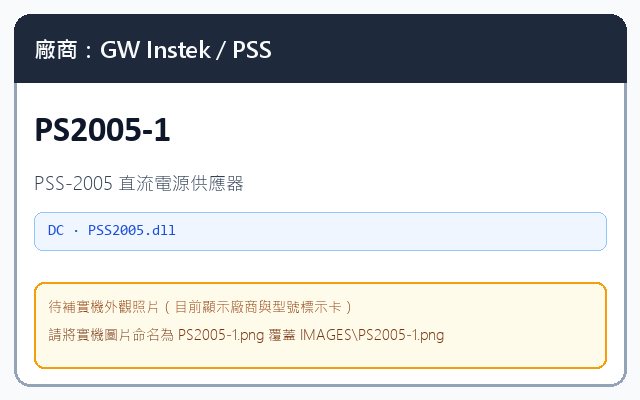 廠商：GW Instek / PSS
PS2005-1
PSS-2005 直流電源供應器
DC · PSS2005.dll
待補實機外觀照片（目前顯示廠商與型號標示卡）
請將實機圖片命名為 PS2005-1.png 覆蓋 IMAGES\PS2005-1.png